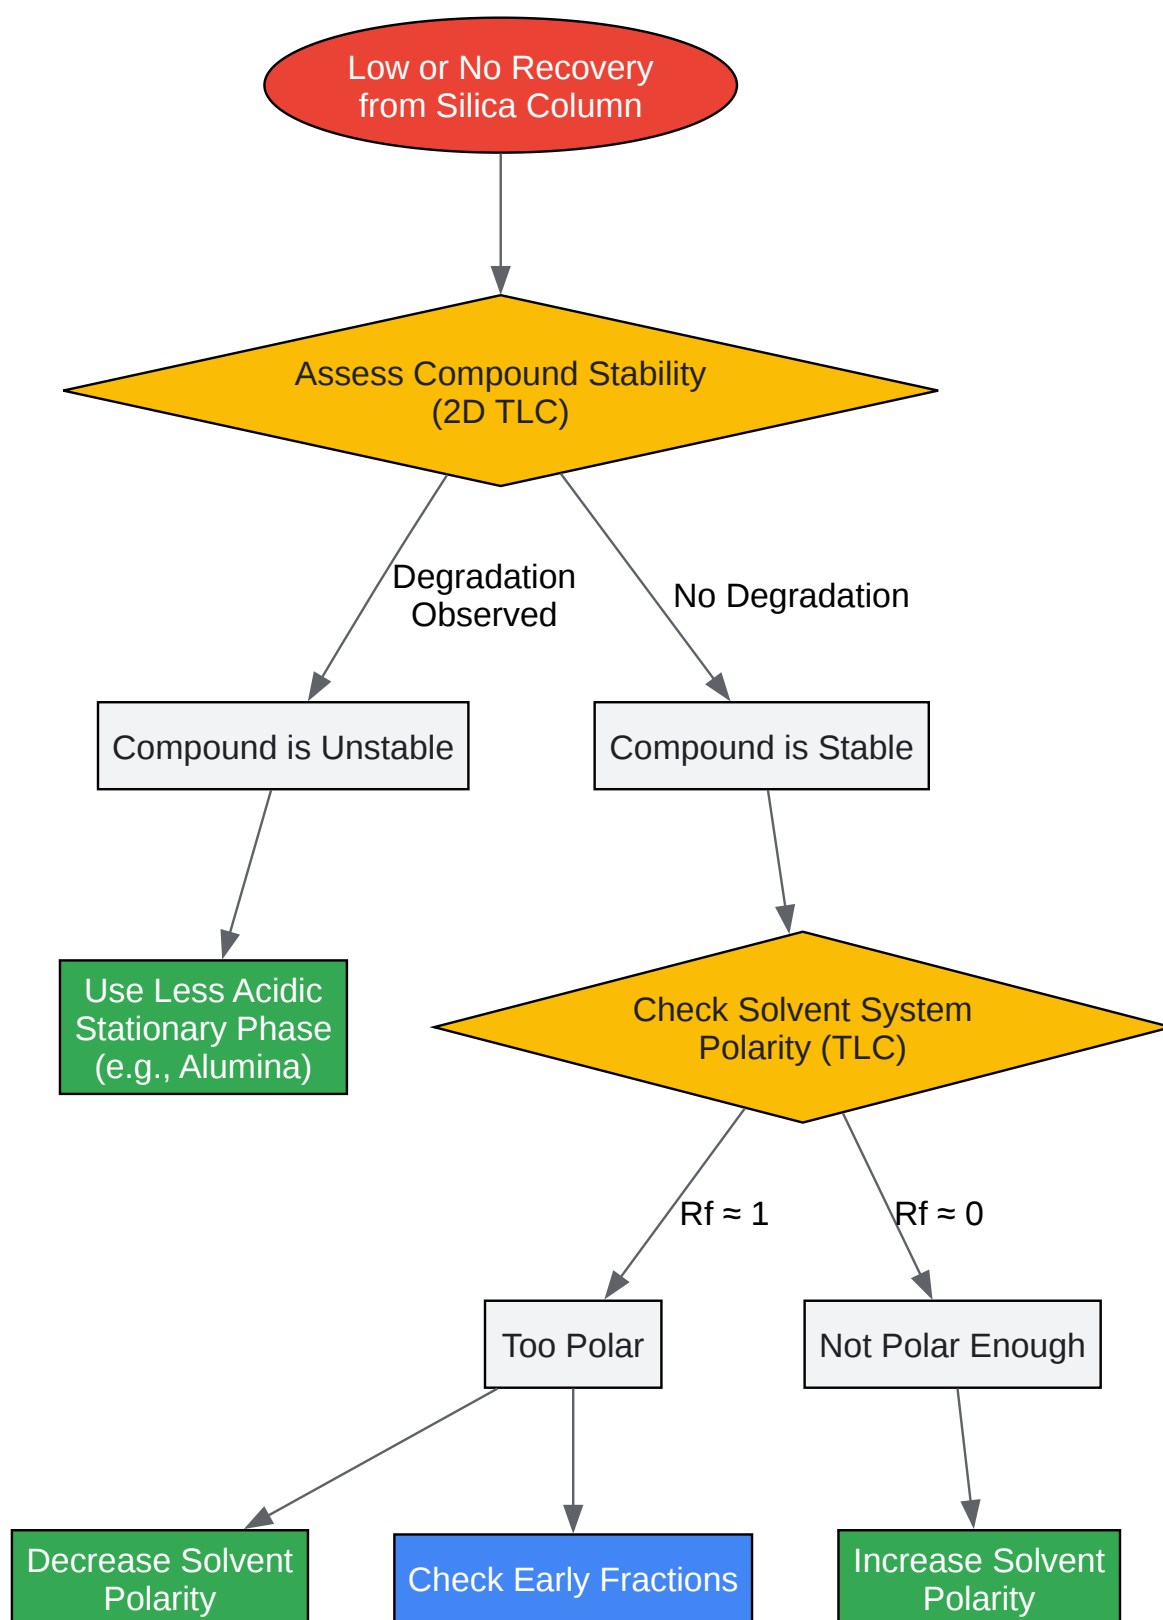 Low or No Recovery
from Silica Column
Assess Compound Stability
(2D TLC)
Degradation
Observed
No Degradation
Compound is Unstable
Compound is Stable
Use Less Acidic
Stationary Phase
(e.g., Alumina)
Check Solvent System
Polarity (TLC)
Rf ≈ 1
Rf ≈ 0
Too Polar
Not Polar Enough
Decrease Solvent
Polarity
Check Early Fractions
Increase Solvent
Polarity